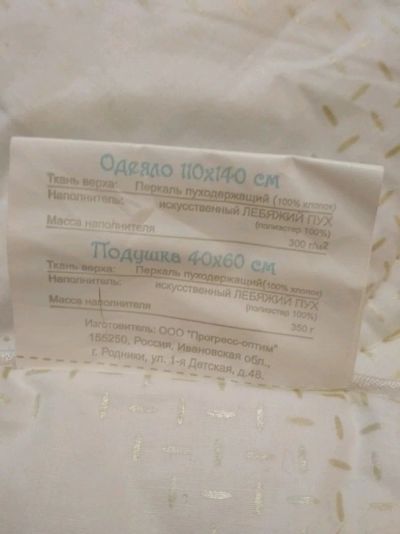 Одеяло 110х140 см
Ткань верха: Перкаль пуходержащий (100% хлопок)
Наполнитель: искусственный ЛЕБЯЖИЙ ПУХ
(полиэстер 100%)
Масса наполнителя 300 г/м2
Подушка 40х60 см
Ткань верха: Перкаль пуходержащий(100% хлопок)
Наполнитель: искусственный ЛЕБЯЖИЙ ПУХ
(полиэстер 100%)
Масса наполнителя 350 г
Изготовитель: ООО "Прогресс-оптим"
155250, Россия, Ивановская обл.,
г. Родники, ул. 1-я Детская, д.48.